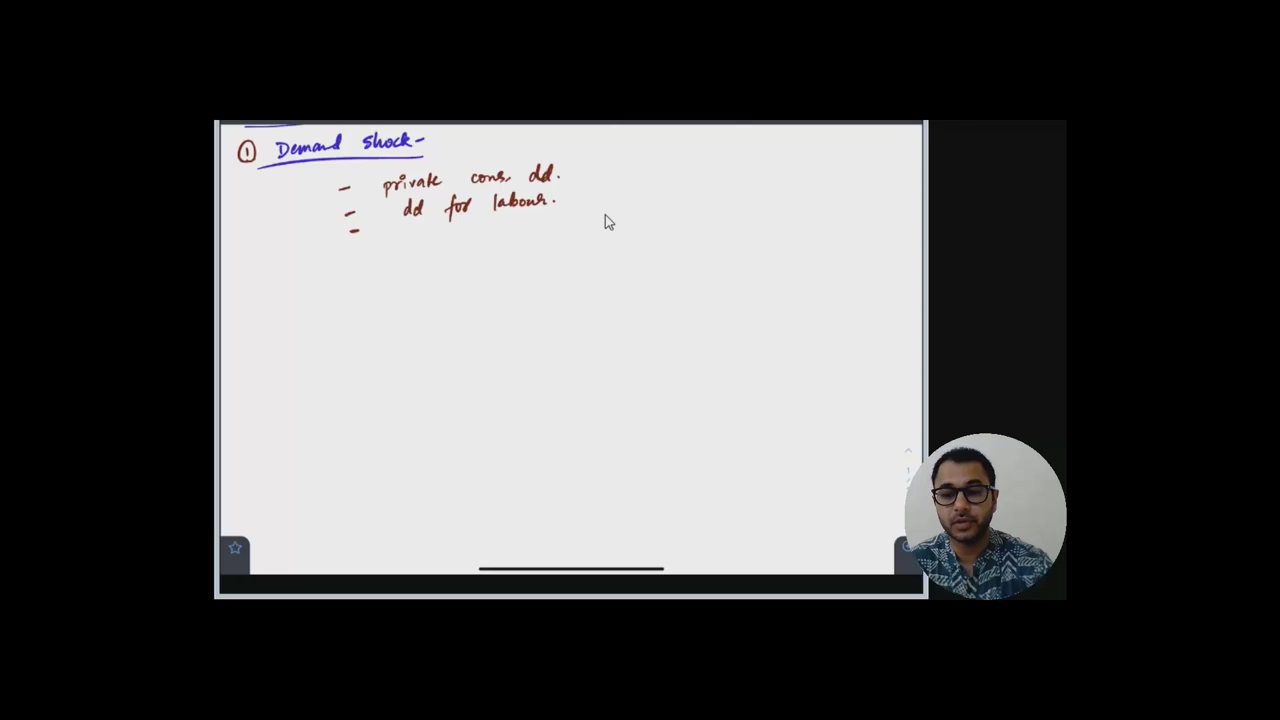 ① Demand Shock-
- private cons. dd.
- dd for labour.
-